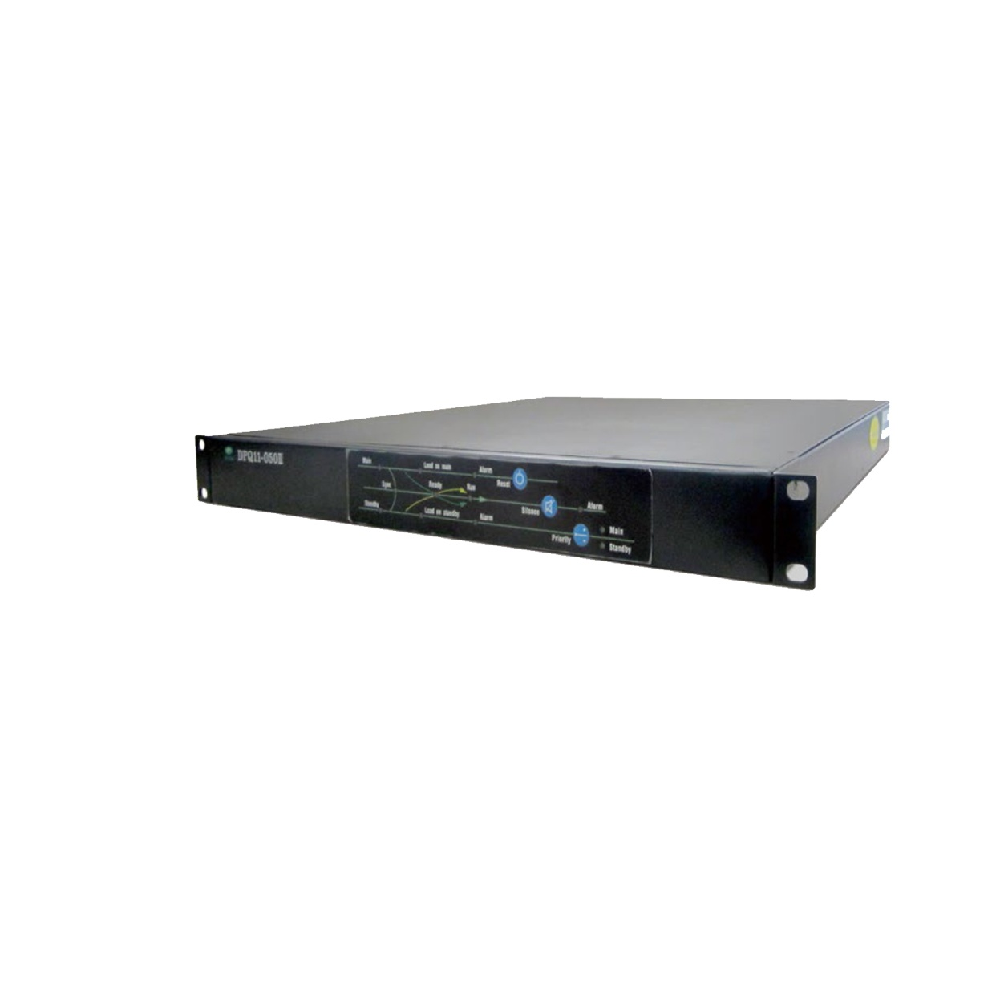 DPQ11-050II
Main
Load on main
Alarm
Reset
Sync
Ready
Run
Silence
Alarm
Standby
Load on standby
Alarm
Priority
Main
Standby